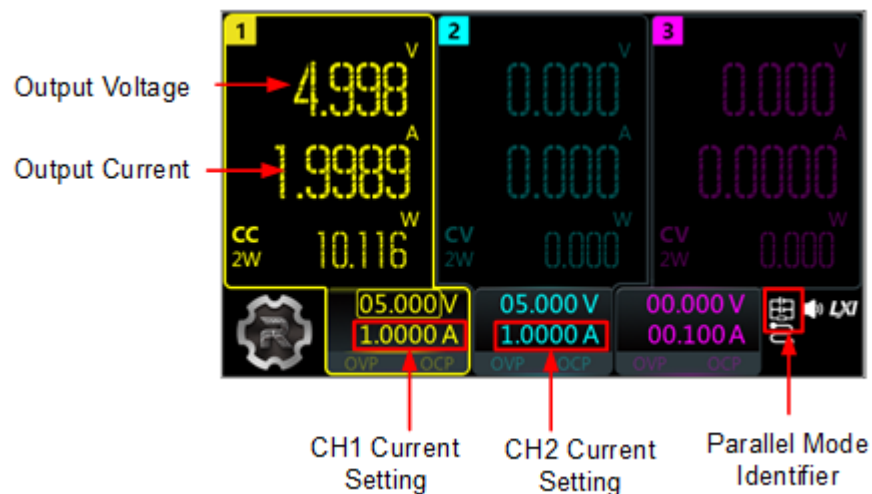 1
2
3
V
V
V
Output Voltage
4.998
0.000
0.000
A
A
A
Output Current
1.9989
0.000
0.0000
W
W
W
CC
2W
10.116
CV
2W
0.000
CV
2W
0.000
05.000 V
05.000 V
00.000 V
LXI
R
1.0000 A
1.0000 A
00.100 A
OVP OCP
OVP OCP
OVP OCP
CH1 Current
Setting
CH2 Current
Setting
Parallel Mode
Identifier